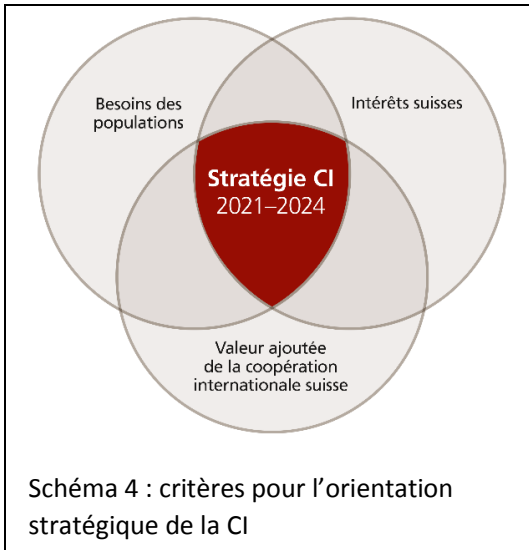 Besoins des
populations
Intérêts suisses
Stratégie CI
2021–2024
Valeur ajoutée
de la coopération
internationale suisse
Schéma 4 : critères pour l’orientation
stratégique de la CI